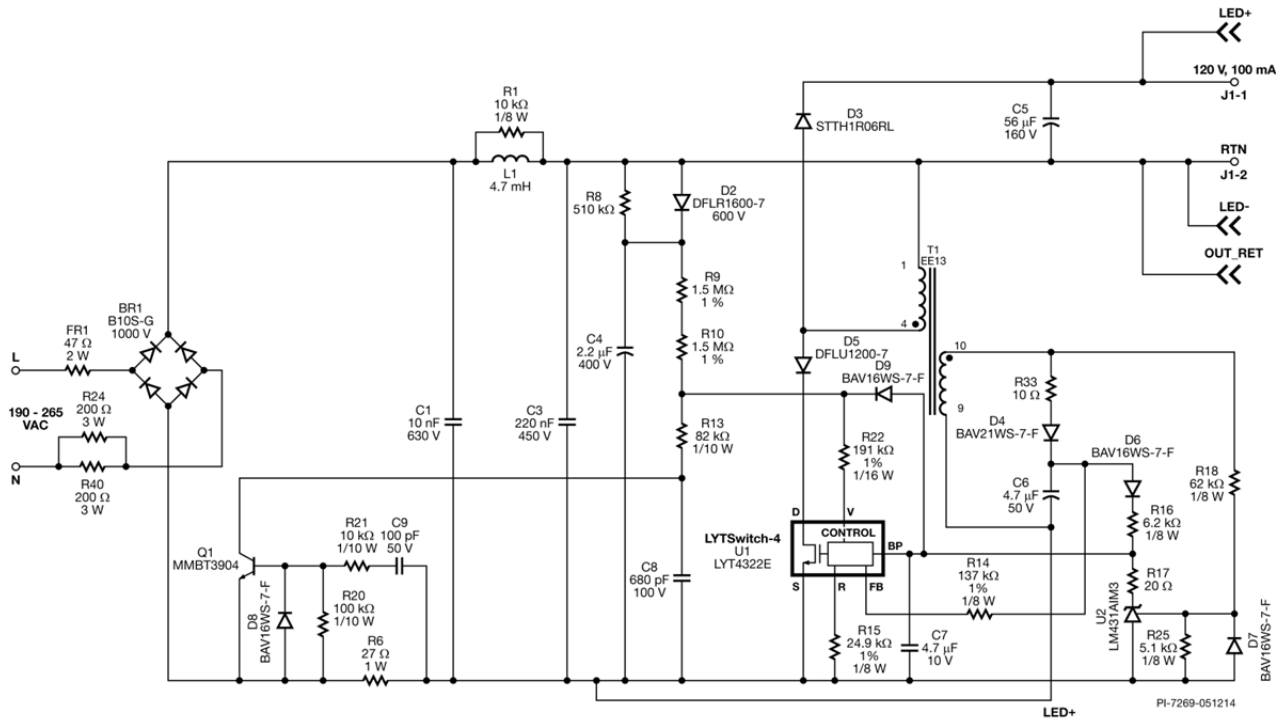 LED+
120 V, 100 mA
J1-1
R1
10 kΩ
1/8 W
D3
STTH1R06RL
C5
56 µF
160 V
RTN
J1-2
L1
4.7 mH
R8
510 kΩ
D2
DFLR1600-7
600 V
LED-
OUT_RET
T1
EE13
1
4
R9
1.5 MΩ
1 %
BR1
B10S-G
1000 V
FR1
47 Ω
2 W
L
R10
1.5 MΩ
1 %
C4
2.2 µF
400 V
D5
DFLU1200-7
D9
BAV16WS-7-F
10
9
R33
10 Ω
D4
BAV21WS-7-F
R24
200 Ω
3 W
190 - 265
VAC
N
R40
200 Ω
3 W
C1
10 nF
630 V
C3
220 nF
450 V
R13
82 kΩ
1/10 W
R22
191 kΩ
1%
1/16 W
D6
BAV16WS-7-F
R18
62 kΩ
1/8 W
C6
4.7 µF
50 V
R16
6.2 kΩ
1/8 W
D
V
CONTROL
LYTSwitch-4
U1
LYT4322E
BP
S
R
FB
R14
137 kΩ
1%
1/8 W
R17
20 Ω
U2
LM431AIM3
Q1
MMBT3904
R21
10 kΩ
1/10 W
C9
100 pF
50 V
D8
BAV16WS-7-F
R20
100 kΩ
1/10 W
R6
27 Ω
1 W
C8
680 pF
100 V
R15
24.9 kΩ
1%
1/8 W
C7
4.7 µF
10 V
R25
5.1 kΩ
1/8 W
D7
BAV16WS-7-F
LED+
PI-7269-051214